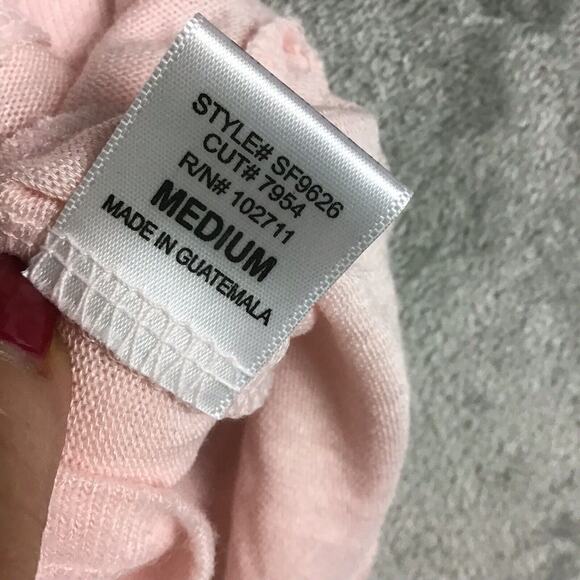 STYLE# SF9626
CUT# 7954
R/N# 102711
MEDIUM
MADE IN GUATEMALA